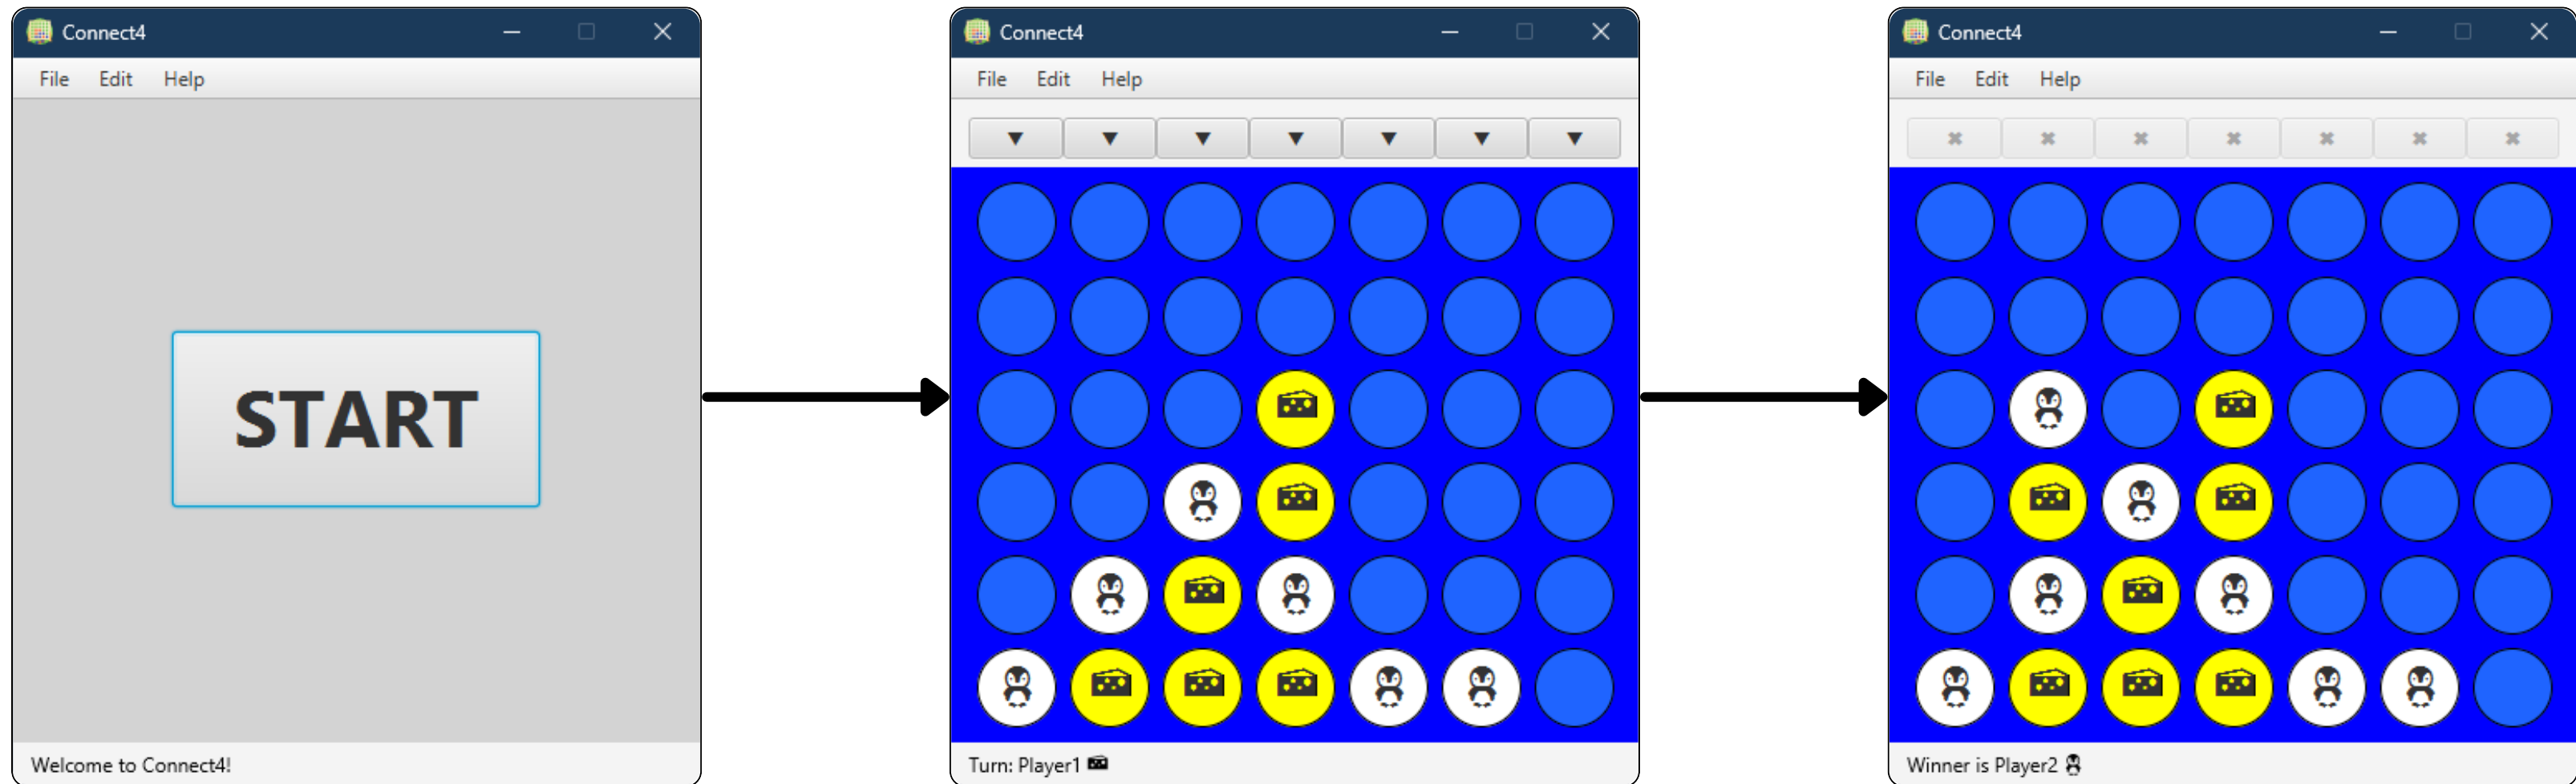 Connect4
File Edit Help
START
Welcome to Connect4!
Connect4
File Edit Help
Turn: Player1
Connect4
File Edit Help
Winner is Player2